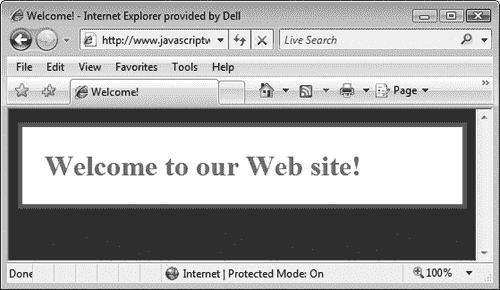 Welcome! - Internet Explorer provided by Dell
http://www.javascriptw
Live Search
File Edit View Favorites Tools Help
Welcome!
Page
»
Welcome to our Web site!
Done
Internet | Protected Mode: On
100%